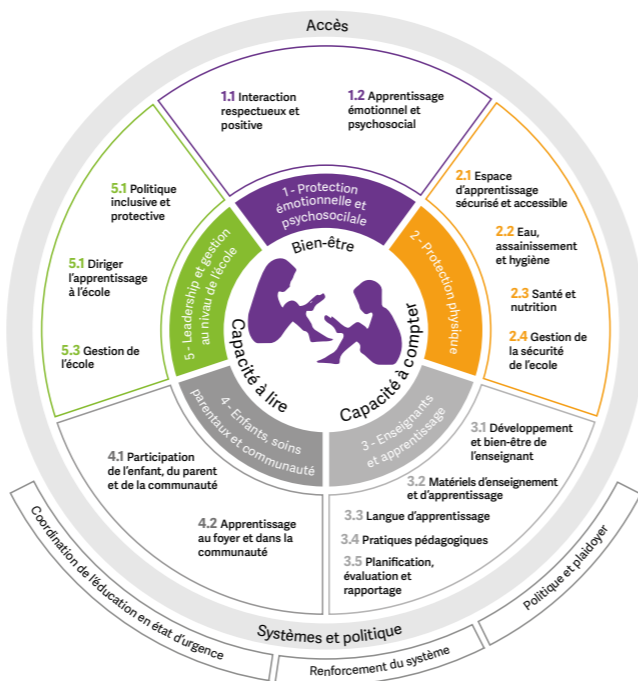 Accès
1.1 Interaction
respectueux et
positive
1.2 Apprentissage
émotionnel et
psychosocial
1 - Protection
émotionnelle et
psychosocilale
2.1 Espace
d'apprentissage
sécurisé et accessible
2.2 Eau,
assainissement
et hygiène
2.3 Santé et
nutrition
2.4 Gestion de
la sécurité
de l'ecole
2 - Protection physique
5.1 Politique
inclusive et
protective
5.1 Diriger
l'apprentissage
à l'école
5.3 Gestion de
l'école
5 - Leadership et gestion
au nivau de l'école
Bien-être
Capacité à lire
Capacité à compter
4 - Enfants, soins
parentaux et communauté
4.1 Participation
de l'enfant, du parent
et de la communauté
4.2 Apprentissage
au foyer et dans la
communauté
3 - Enseignants
et apprentissage
3.1 Développement
et bien-être de
l'enseignant
3.2 Matériels d'enseignement
et d'apprentissage
3.3 Langue d'apprentissage
3.4 Pratiques pédagogiques
3.5 Planification,
évaluation et
rapportage
Systèmes et politique
Coordination de l'éducation en état d'urgence
Renforcement du système
Politique et plaidoyer